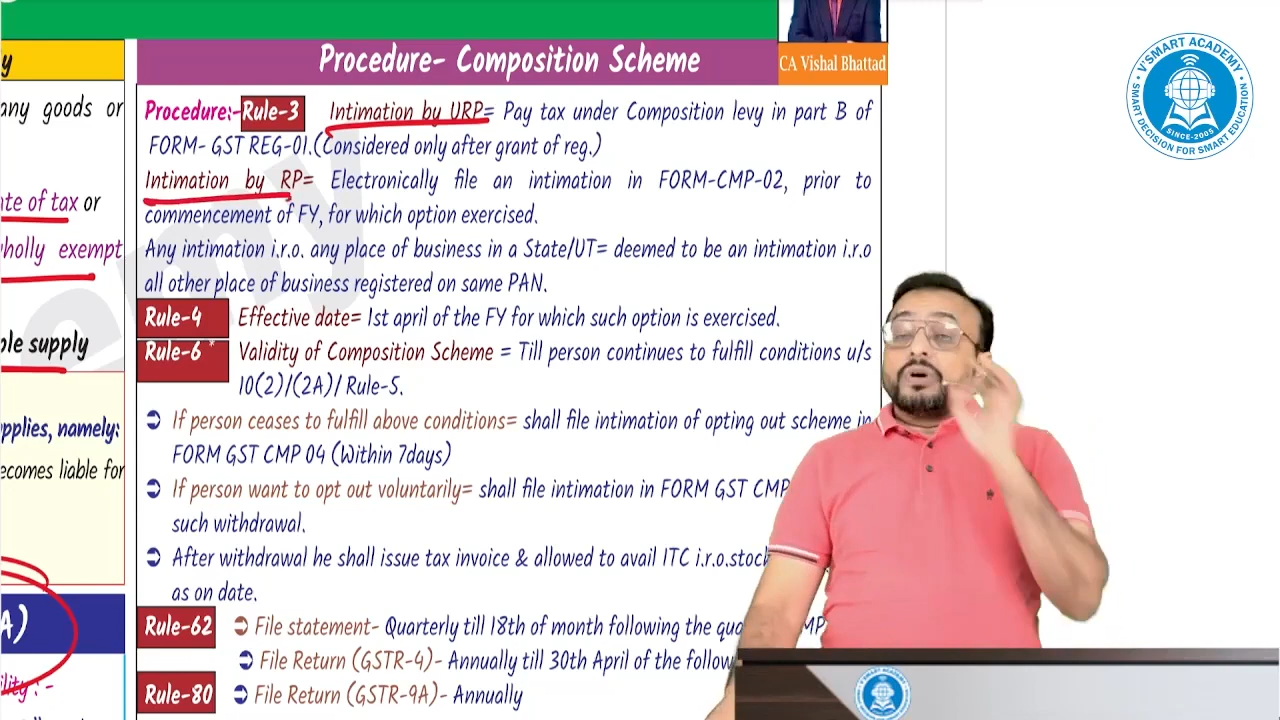 Procedure- Composition Scheme
CA Vishal Bhattad
V'SMART ACADEMY
SMART DECISION FOR SMART EDUCATION
SINCE-2005
any goods or
of tax or
wholly exempt
supply
namely:
ecomes liable for
A)
Procedure:- Rule-3 Intimation by URP= Pay tax under Composition levy in part B of
FORM- GST REG-01.(Considered only after grant of reg.)
Intimation by RP= Electronically file an intimation in FORM-CMP-02, prior to
commencement of FY, for which option exercised.
Any intimation i.r.o. any place of business in a State/UT= deemed to be an intimation i.r.o
all other place of business registered on same PAN.
Rule-4 Effective date= 1st april of the FY for which such option is exercised.
Rule-6 * Validity of Composition Scheme = Till person continues to fulfill conditions u/s
10(2)/(2A)/ Rule-5.
➲ If person ceases to fulfill above conditions= shall file intimation of opting out scheme in
FORM GST CMP 04 (Within 7days)
➲ If person want to opt out voluntarily= shall file intimation in FORM GST CMP
such withdrawal.
➲ After withdrawal he shall issue tax invoice & allowed to avail ITC i.r.o.stock
as on date.
Rule-62 ➲ File statement- Quarterly till 18th of month following the
➲ File Return (GSTR-4)- Annually till 30th April of the
Rule-80 ➲ File Return (GSTR-9A)- Annually